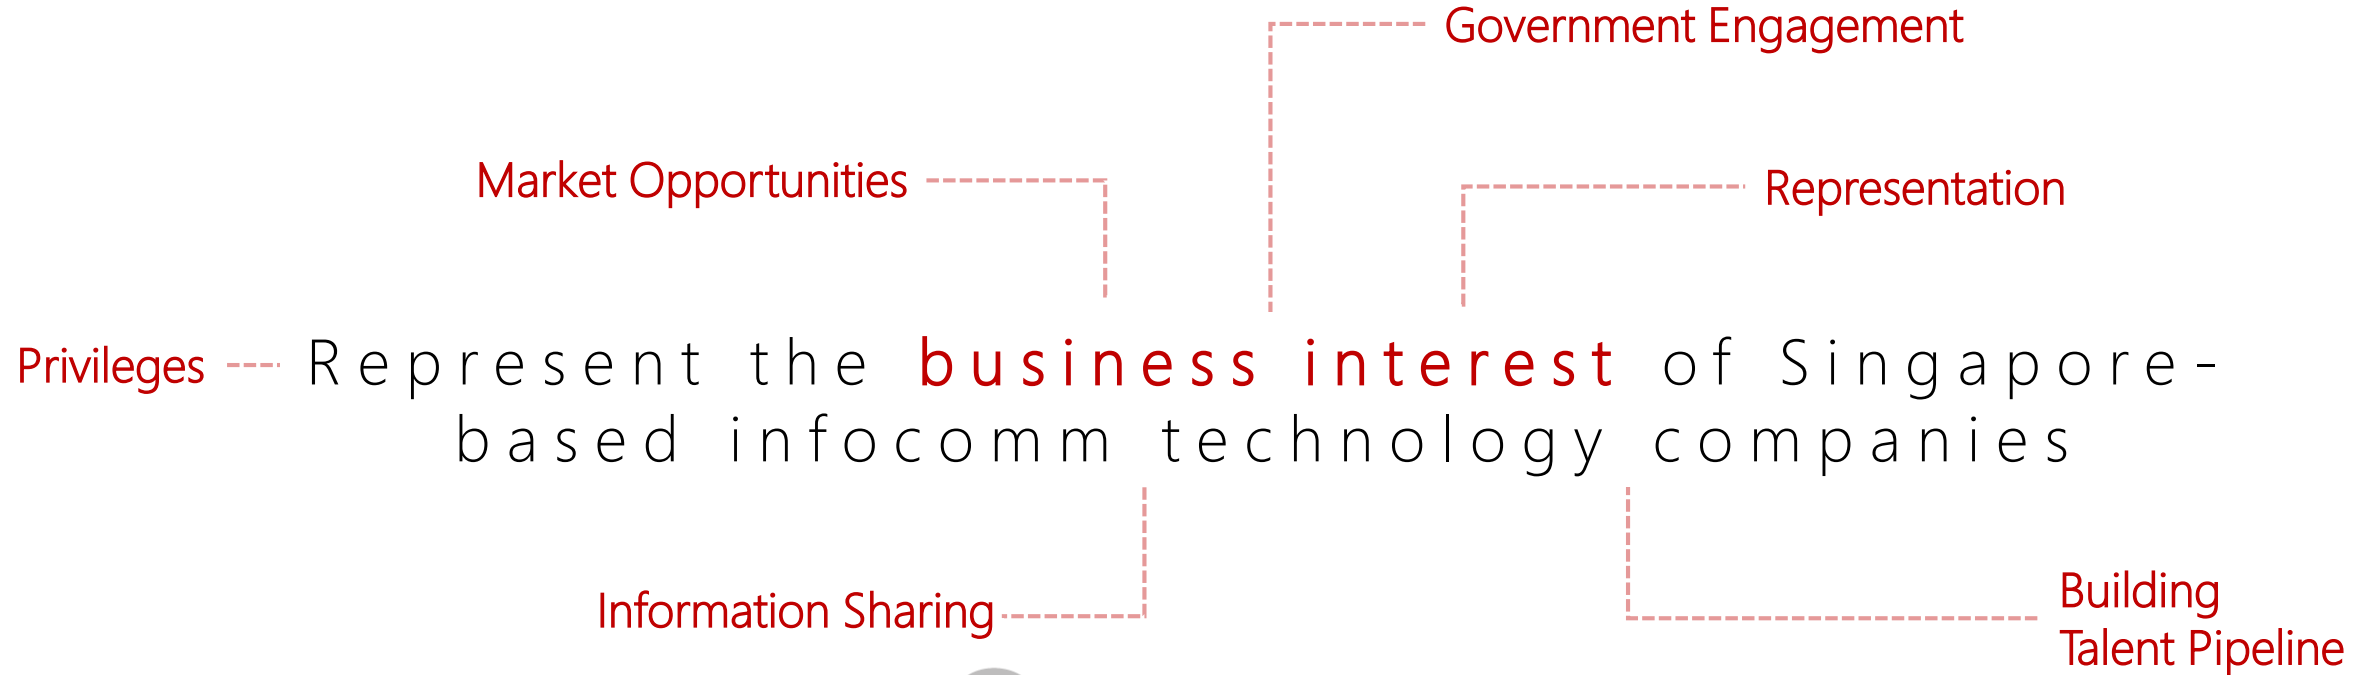 Government Engagement
Market Opportunities
Representation
Privileges
Represent the business interest of Singapore-
based infocomm technology companies
Information Sharing
Building
Talent Pipeline